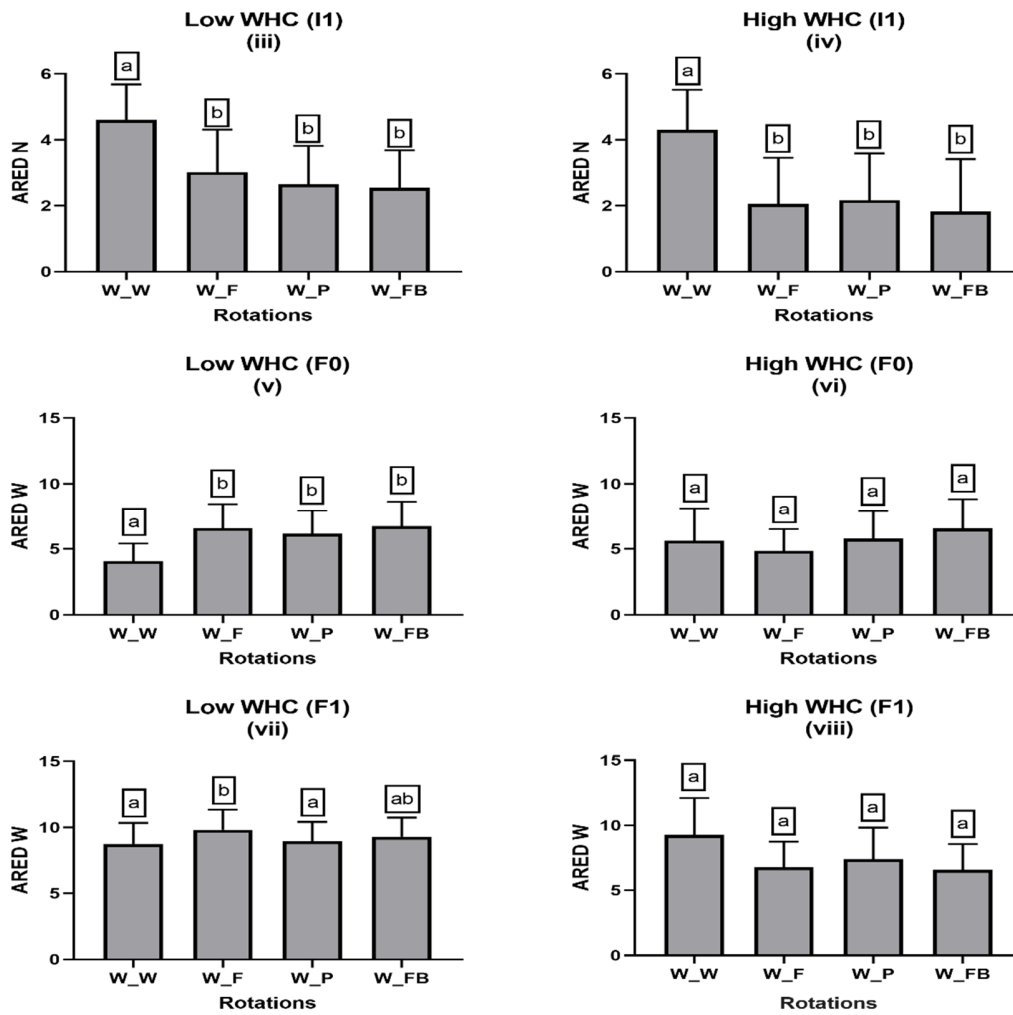 Low WHC (I1)
(iii)
a
b
b
b
6
4
2
0
ARED N
W_W W_F W_P W_FB
Rotations
High WHC (I1)
(iv)
a
b
b
b
6
4
2
0
ARED N
W_W W_F W_P W_FB
Rotations
Low WHC (F0)
(v)
a
b
b
b
15
10
5
0
ARED W
W_W W_F W_P W_FB
Rotations
High WHC (F0)
(vi)
a
a
a
a
15
10
5
0
ARED W
W_W W_F W_P W_FB
Rotations
Low WHC (F1)
(vii)
a
b
a
ab
15
10
5
0
ARED W
W_W W_F W_P W_FB
Rotations
High WHC (F1)
(viii)
a
a
a
a
15
10
5
0
ARED W
W_W W_F W_P W_FB
Rotations